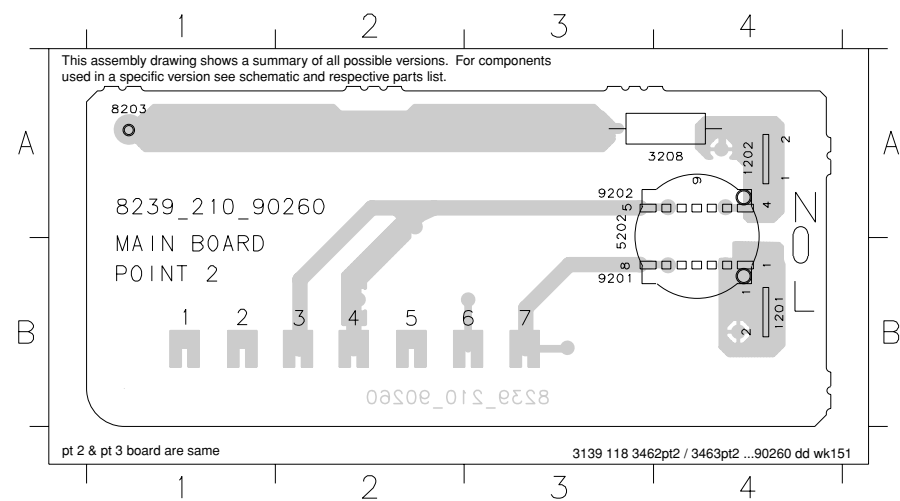 1 2 3 4
This assembly drawing shows a summary of all possible versions. For components
used in a specific version see schematic and respective parts list.
8203
A A
3208
1202
2
1
9202
9
4
5
8239_210_90260
N
5202
MAIN BOARD
O
8
1
POINT 2
9201
1
L
1201
2
B B
1 2 3 4 5 6 7
8239_210_90260
pt 2 & pt 3 board are same
3139 118 3462pt2 / 3463pt2 ...90260 dd wk151
1 2 3 4